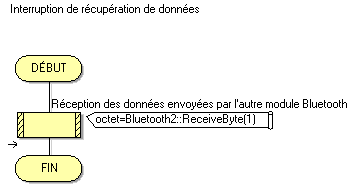 Interruption de récupération de données
DÉBUT
Réception des données envoyées par l'autre module Bluetooth
octet=Bluetooth2::ReceiveByte(1)
FIN